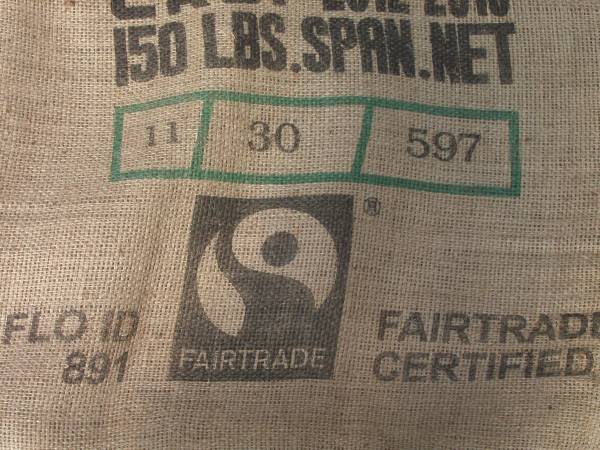 150 LBS.SPAN.NET
11 30 597
®
FLO ID
891
FAIRTRADE
FAIRTRADE
CERTIFIED